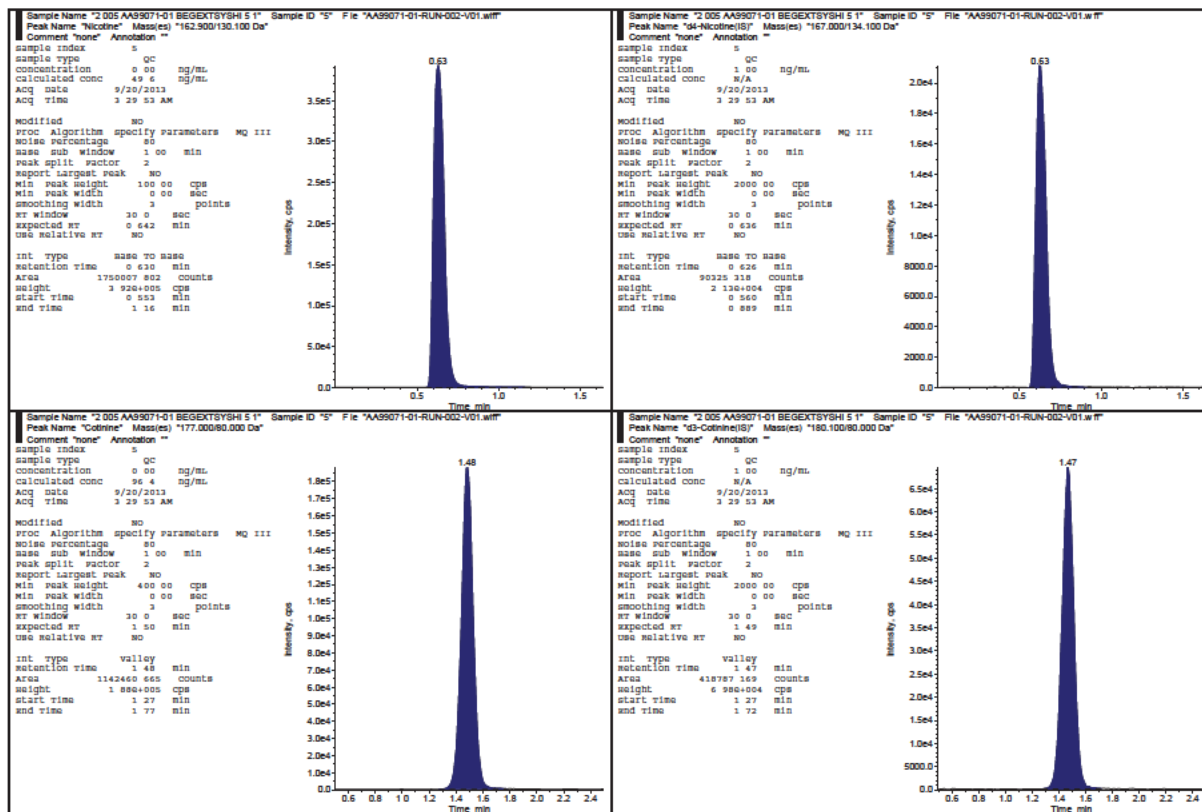 Sample Name "2 005 AA99071-01 BEGEXTSYSHI 5 1" Sample ID "5" File "AA99071-01-RUN-002-V01.wiff"
Peak Name "Nicotine" Mass(es) "162.900/130.100 Da"
Comment "none" Annotation ""
Sample Index 5
Sample Type QC
Concentration 0 00 ng/mL
Calculated Conc 49 6 ng/mL
Acq Date 9/20/2013
Acq Time 3 29 53 AM
Modified NO
Proc Algorithm Specify Parameters MQ III
Noise Percentage 80
Base Sub Window 1 00 min
Peak Split Factor 2
Report Largest Peak NO
Min Peak Height 100 00 cps
Min Peak Width 0 00 sec
Smoothing Width 3 points
RT Window 30 0 sec
Expected RT 0 642 min
Use Relative RT NO
Int Type Base To Base
Retention Time 0 630 min
Area 1750007 802 counts
Height 3 92e+005 cps
Start Time 0 553 min
End Time 1 16 min
0.63
Intensity, cps
3.5e5
3.0e5
2.5e5
2.0e5
1.5e5
1.0e5
5.0e4
0.0
0.5 1.0 1.5
Time, min
Sample Name "2 005 AA99071-01 BEGEXTSYSHI 5 1" Sample ID "5" File "AA99071-01-RUN-002-V01.wiff"
Peak Name "d4-Nicotine(IS)" Mass(es) "167.000/134.100 Da"
Comment "none" Annotation ""
Sample Index 5
Sample Type QC
Concentration 1 00 ng/mL
Calculated Conc N/A
Acq Date 9/20/2013
Acq Time 3 29 53 AM
Modified NO
Proc Algorithm Specify Parameters MQ III
Noise Percentage 80
Base Sub Window 1 00 min
Peak Split Factor 2
Report Largest Peak NO
Min Peak Height 2000 00 cps
Min Peak Width 0 00 sec
Smoothing Width 3 points
RT Window 30 0 sec
Expected RT 0 636 min
Use Relative RT NO
Int Type Base To Base
Retention Time 0 626 min
Area 90325 318 counts
Height 2 13e+004 cps
Start Time 0 560 min
End Time 0 889 min
0.63
Intensity, cps
2.0e4
1.8e4
1.6e4
1.4e4
1.2e4
1.0e4
8000.0
6000.0
4000.0
2000.0
0.0
0.5 1.0 1.5
Time, min
Sample Name "2 005 AA99071-01 BEGEXTSYSHI 5 1" Sample ID "5" File "AA99071-01-RUN-002-V01.wiff"
Peak Name "Cotinine" Mass(es) "177.000/80.000 Da"
Comment "none" Annotation ""
Sample Index 5
Sample Type QC
Concentration 0 00 ng/mL
Calculated Conc 96 4 ng/mL
Acq Date 9/20/2013
Acq Time 3 29 53 AM
Modified NO
Proc Algorithm Specify Parameters MQ III
Noise Percentage 80
Base Sub Window 1 00 min
Peak Split Factor 2
Report Largest Peak NO
Min Peak Height 400 00 cps
Min Peak Width 0 00 sec
Smoothing Width 3 points
RT Window 30 0 sec
Expected RT 1 50 min
Use Relative RT NO
Int Type Valley
Retention Time 1 48 min
Area 1142460 665 counts
Height 1 88e+005 cps
Start Time 1 27 min
End Time 1 77 min
1.48
Intensity, cps
1.8e5
1.7e5
1.6e5
1.5e5
1.4e5
1.3e5
1.2e5
1.1e5
1.0e5
9.0e4
8.0e4
7.0e4
6.0e4
5.0e4
4.0e4
3.0e4
2.0e4
1.0e4
0.0
0.6 0.8 1.0 1.2 1.4 1.6 1.8 2.0 2.2 2.4
Time, min
Sample Name "2 005 AA99071-01 BEGEXTSYSHI 5 1" Sample ID "5" File "AA99071-01-RUN-002-V01.wiff"
Peak Name "d3-Cotinine(IS)" Mass(es) "180.100/80.000 Da"
Comment "none" Annotation ""
Sample Index 5
Sample Type QC
Concentration 1 00 ng/mL
Calculated Conc N/A
Acq Date 9/20/2013
Acq Time 3 29 53 AM
Modified NO
Proc Algorithm Specify Parameters MQ III
Noise Percentage 80
Base Sub Window 1 00 min
Peak Split Factor 2
Report Largest Peak NO
Min Peak Height 2000 00 cps
Min Peak Width 0 00 sec
Smoothing Width 3 points
RT Window 30 0 sec
Expected RT 1 49 min
Use Relative RT NO
Int Type Valley
Retention Time 1 47 min
Area 418787 169 counts
Height 6 98e+004 cps
Start Time 1 27 min
End Time 1 72 min
1.47
Intensity, cps
6.5e4
6.0e4
5.5e4
5.0e4
4.5e4
4.0e4
3.5e4
3.0e4
2.5e4
2.0e4
1.5e4
1.0e4
5000.0
0.0
0.6 0.8 1.0 1.2 1.4 1.6 1.8 2.0 2.2 2.4
Time, min